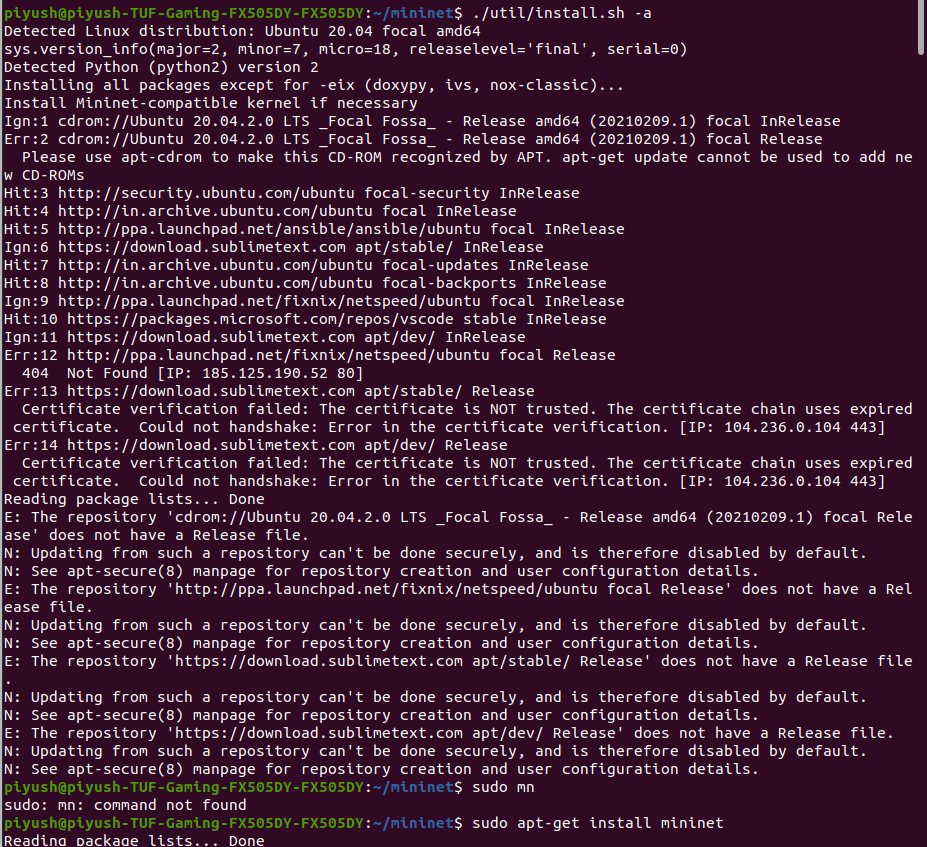 piyush@piyush-TUF-Gaming-FX505DY-FX505DY:~/mininet$ ./util/install.sh -a
Detected Linux distribution: Ubuntu 20.04 focal amd64
sys.version_info(major=2, minor=7, micro=18, releaselevel='final', serial=0)
Detected Python (python2) version 2
Installing all packages except for -eix (doxypy, ivs, nox-classic)...
Install Mininet-compatible kernel if necessary
Ign:1 cdrom://Ubuntu 20.04.2.0 LTS _Focal Fossa_ - Release amd64 (20210209.1) focal InRelease
Err:2 cdrom://Ubuntu 20.04.2.0 LTS _Focal Fossa_ - Release amd64 (20210209.1) focal Release
  Please use apt-cdrom to make this CD-ROM recognized by APT. apt-get update cannot be used to add ne
w CD-ROMs
Hit:3 http://security.ubuntu.com/ubuntu focal-security InRelease
Hit:4 http://in.archive.ubuntu.com/ubuntu focal InRelease
Hit:5 http://ppa.launchpad.net/ansible/ansible/ubuntu focal InRelease
Ign:6 https://download.sublimetext.com apt/stable/ InRelease
Hit:7 http://in.archive.ubuntu.com/ubuntu focal-updates InRelease
Hit:8 http://in.archive.ubuntu.com/ubuntu focal-backports InRelease
Ign:9 http://ppa.launchpad.net/fixnix/netspeed/ubuntu focal InRelease
Hit:10 https://packages.microsoft.com/repos/vscode stable InRelease
Ign:11 https://download.sublimetext.com apt/dev/ InRelease
Err:12 http://ppa.launchpad.net/fixnix/netspeed/ubuntu focal Release
  404  Not Found [IP: 185.125.190.52 80]
Err:13 https://download.sublimetext.com apt/stable/ Release
  Certificate verification failed: The certificate is NOT trusted. The certificate chain uses expired
 certificate.  Could not handshake: Error in the certificate verification. [IP: 104.236.0.104 443]
Err:14 https://download.sublimetext.com apt/dev/ Release
  Certificate verification failed: The certificate is NOT trusted. The certificate chain uses expired
 certificate.  Could not handshake: Error in the certificate verification. [IP: 104.236.0.104 443]
Reading package lists... Done
E: The repository 'cdrom://Ubuntu 20.04.2.0 LTS _Focal Fossa_ - Release amd64 (20210209.1) focal Rele
ase' does not have a Release file.
N: Updating from such a repository can't be done securely, and is therefore disabled by default.
N: See apt-secure(8) manpage for repository creation and user configuration details.
E: The repository 'http://ppa.launchpad.net/fixnix/netspeed/ubuntu focal Release' does not have a Rel
ease file.
N: Updating from such a repository can't be done securely, and is therefore disabled by default.
N: See apt-secure(8) manpage for repository creation and user configuration details.
E: The repository 'https://download.sublimetext.com apt/stable/ Release' does not have a Release file
.
N: Updating from such a repository can't be done securely, and is therefore disabled by default.
N: See apt-secure(8) manpage for repository creation and user configuration details.
E: The repository 'https://download.sublimetext.com apt/dev/ Release' does not have a Release file.
N: Updating from such a repository can't be done securely, and is therefore disabled by default.
N: See apt-secure(8) manpage for repository creation and user configuration details.
piyush@piyush-TUF-Gaming-FX505DY-FX505DY:~/mininet$ sudo mn
sudo: mn: command not found
piyush@piyush-TUF-Gaming-FX505DY-FX505DY:~/mininet$ sudo apt-get install mininet
Reading package lists... Done